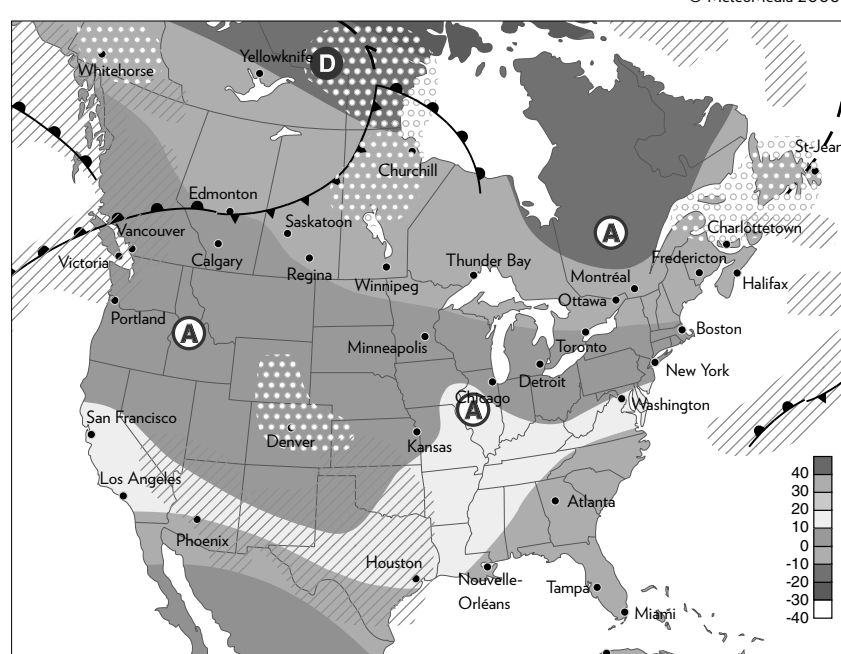 © MétéoMédia 2006
Yellowknife
D
Whitehorse
St-Jean
Churchill
Edmonton
Saskatoon
Charlottetown
Vancouver
A
Victoria
Calgary
Regina
Winnipeg
Thunder Bay
Fredericton
Montréal
Halifax
Ottawa
Portland
A
Minneapolis
Toronto
Boston
New York
Detroit
Chicago
A
Washington
San Francisco
Denver
Kansas
Los Angeles
Atlanta
Phoenix
Houston
Nouvelle-
Orléans
Tampa
Miami
40
30
20
10
0
-10
-20
-30
-40